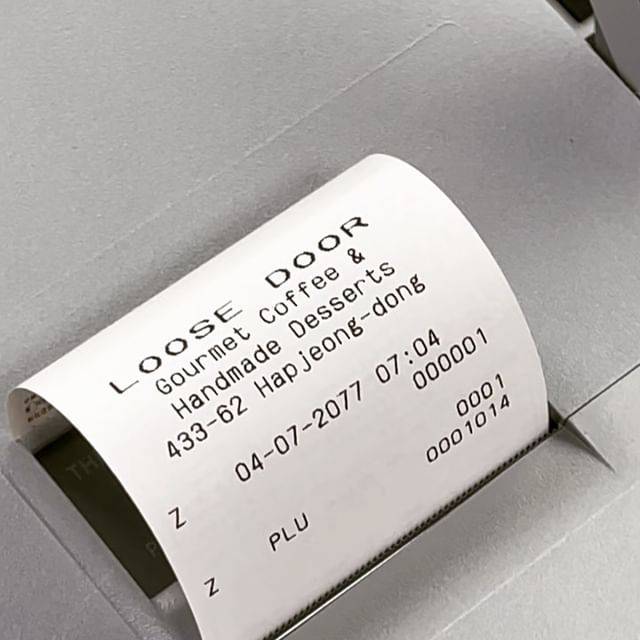 LOOSE DOOR
Gourmet Coffee &
Handmade Desserts
433-62 Hapjeong-dong
04-07-2077 07:04
000001
Z 0001
PLU 0001014
Z